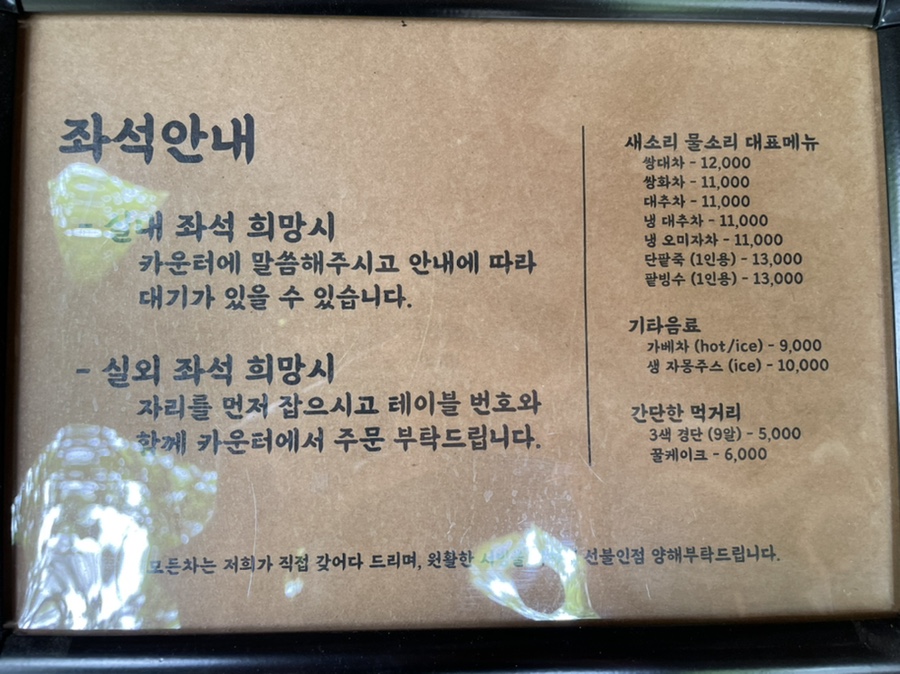 좌석안내
- 실내 좌석 희망시
카운터에 말씀해주시고 안내에 따라
대기가 있을 수 있습니다.
- 실외 좌석 희망시
자리를 먼저 잡으시고 테이블 번호와
함께 카운터에서 주문 부탁드립니다.
새소리 물소리 대표메뉴
쌍대차 - 12,000
쌍화차 - 11,000
대추차 - 11,000
냉 대추차 - 11,000
냉 오미자차 - 11,000
단팥죽 (1인용) - 13,000
팥빙수 (1인용) - 13,000
기타음료
가베차 (hot/ice) - 9,000
생 자몽주스 (ice) - 10,000
간단한 먹거리
3색 경단 (9알) - 5,000
꿀케이크 - 6,000
모든차는 저희가 직접 갖어다 드리며, 원활한 선불인점 양해부탁드립니다.